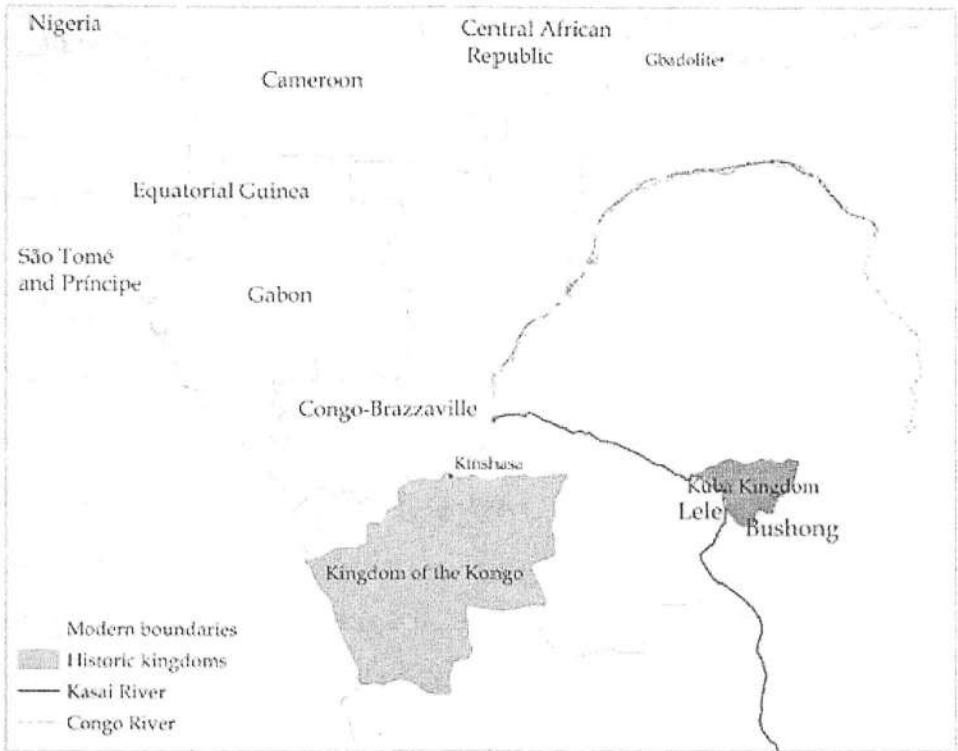 Nigeria
Central African
Republic
Gbadolite
Cameroon
Equatorial Guinea
São Tomé
and Príncipe
Gabon
Congo-Brazzaville
Kinshasa
Kuba Kingdom
Lele
Bushong
Kingdom of the Kongo
Modern boundaries
Historic kingdoms
Kasai River
Congo River